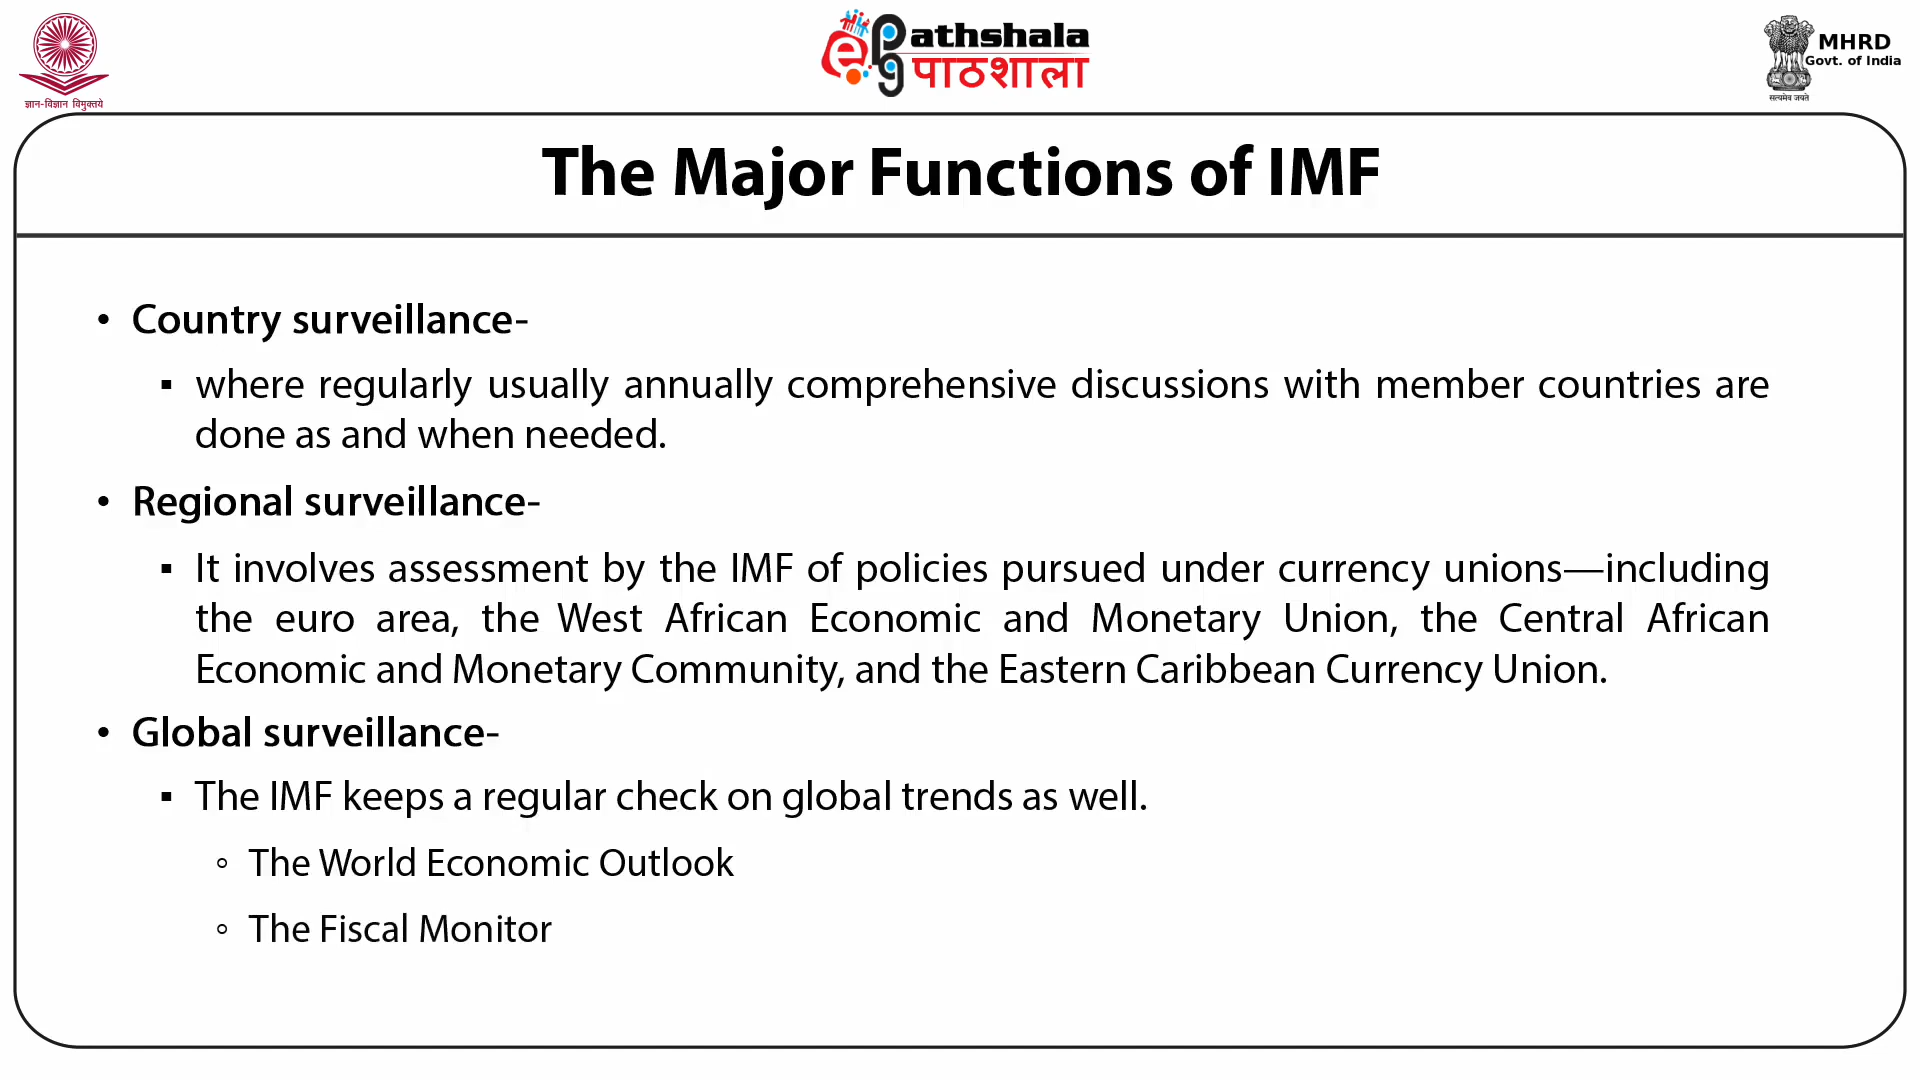 ज्ञान-विज्ञान विमुक्तये
ePathshala
पाठशाला
MHRD
Govt. of India
सत्यमेव जयते
The Major Functions of IMF
• Country surveillance-
▪ where regularly usually annually comprehensive discussions with member countries are
done as and when needed.
• Regional surveillance-
▪ It involves assessment by the IMF of policies pursued under currency unions—including
the euro area, the West African Economic and Monetary Union, the Central African
Economic and Monetary Community, and the Eastern Caribbean Currency Union.
• Global surveillance-
▪ The IMF keeps a regular check on global trends as well.
◦ The World Economic Outlook
◦ The Fiscal Monitor